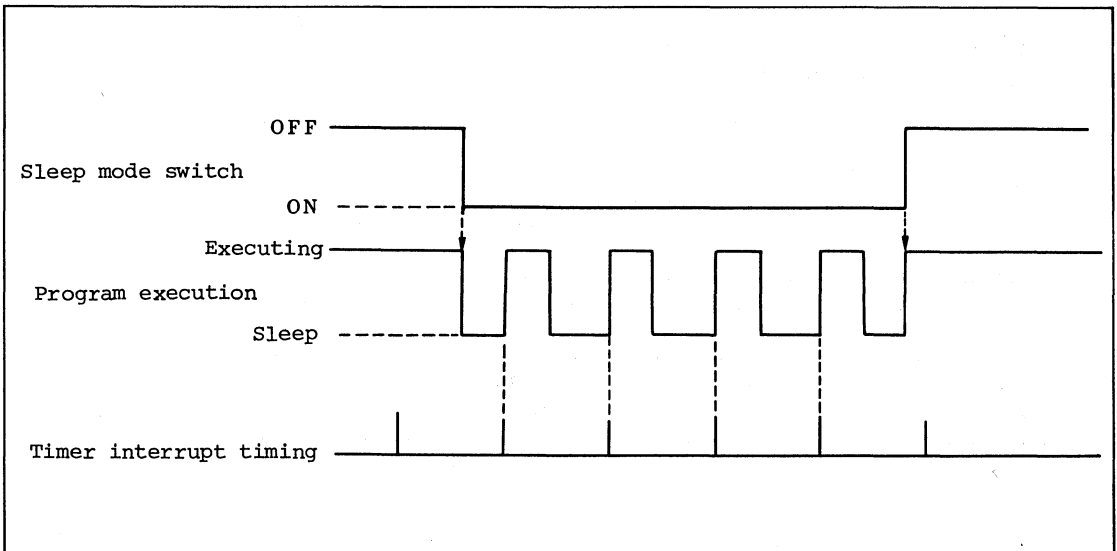 OFF
Sleep mode switch
ON
Executing
Program execution
Sleep
Timer interrupt timing